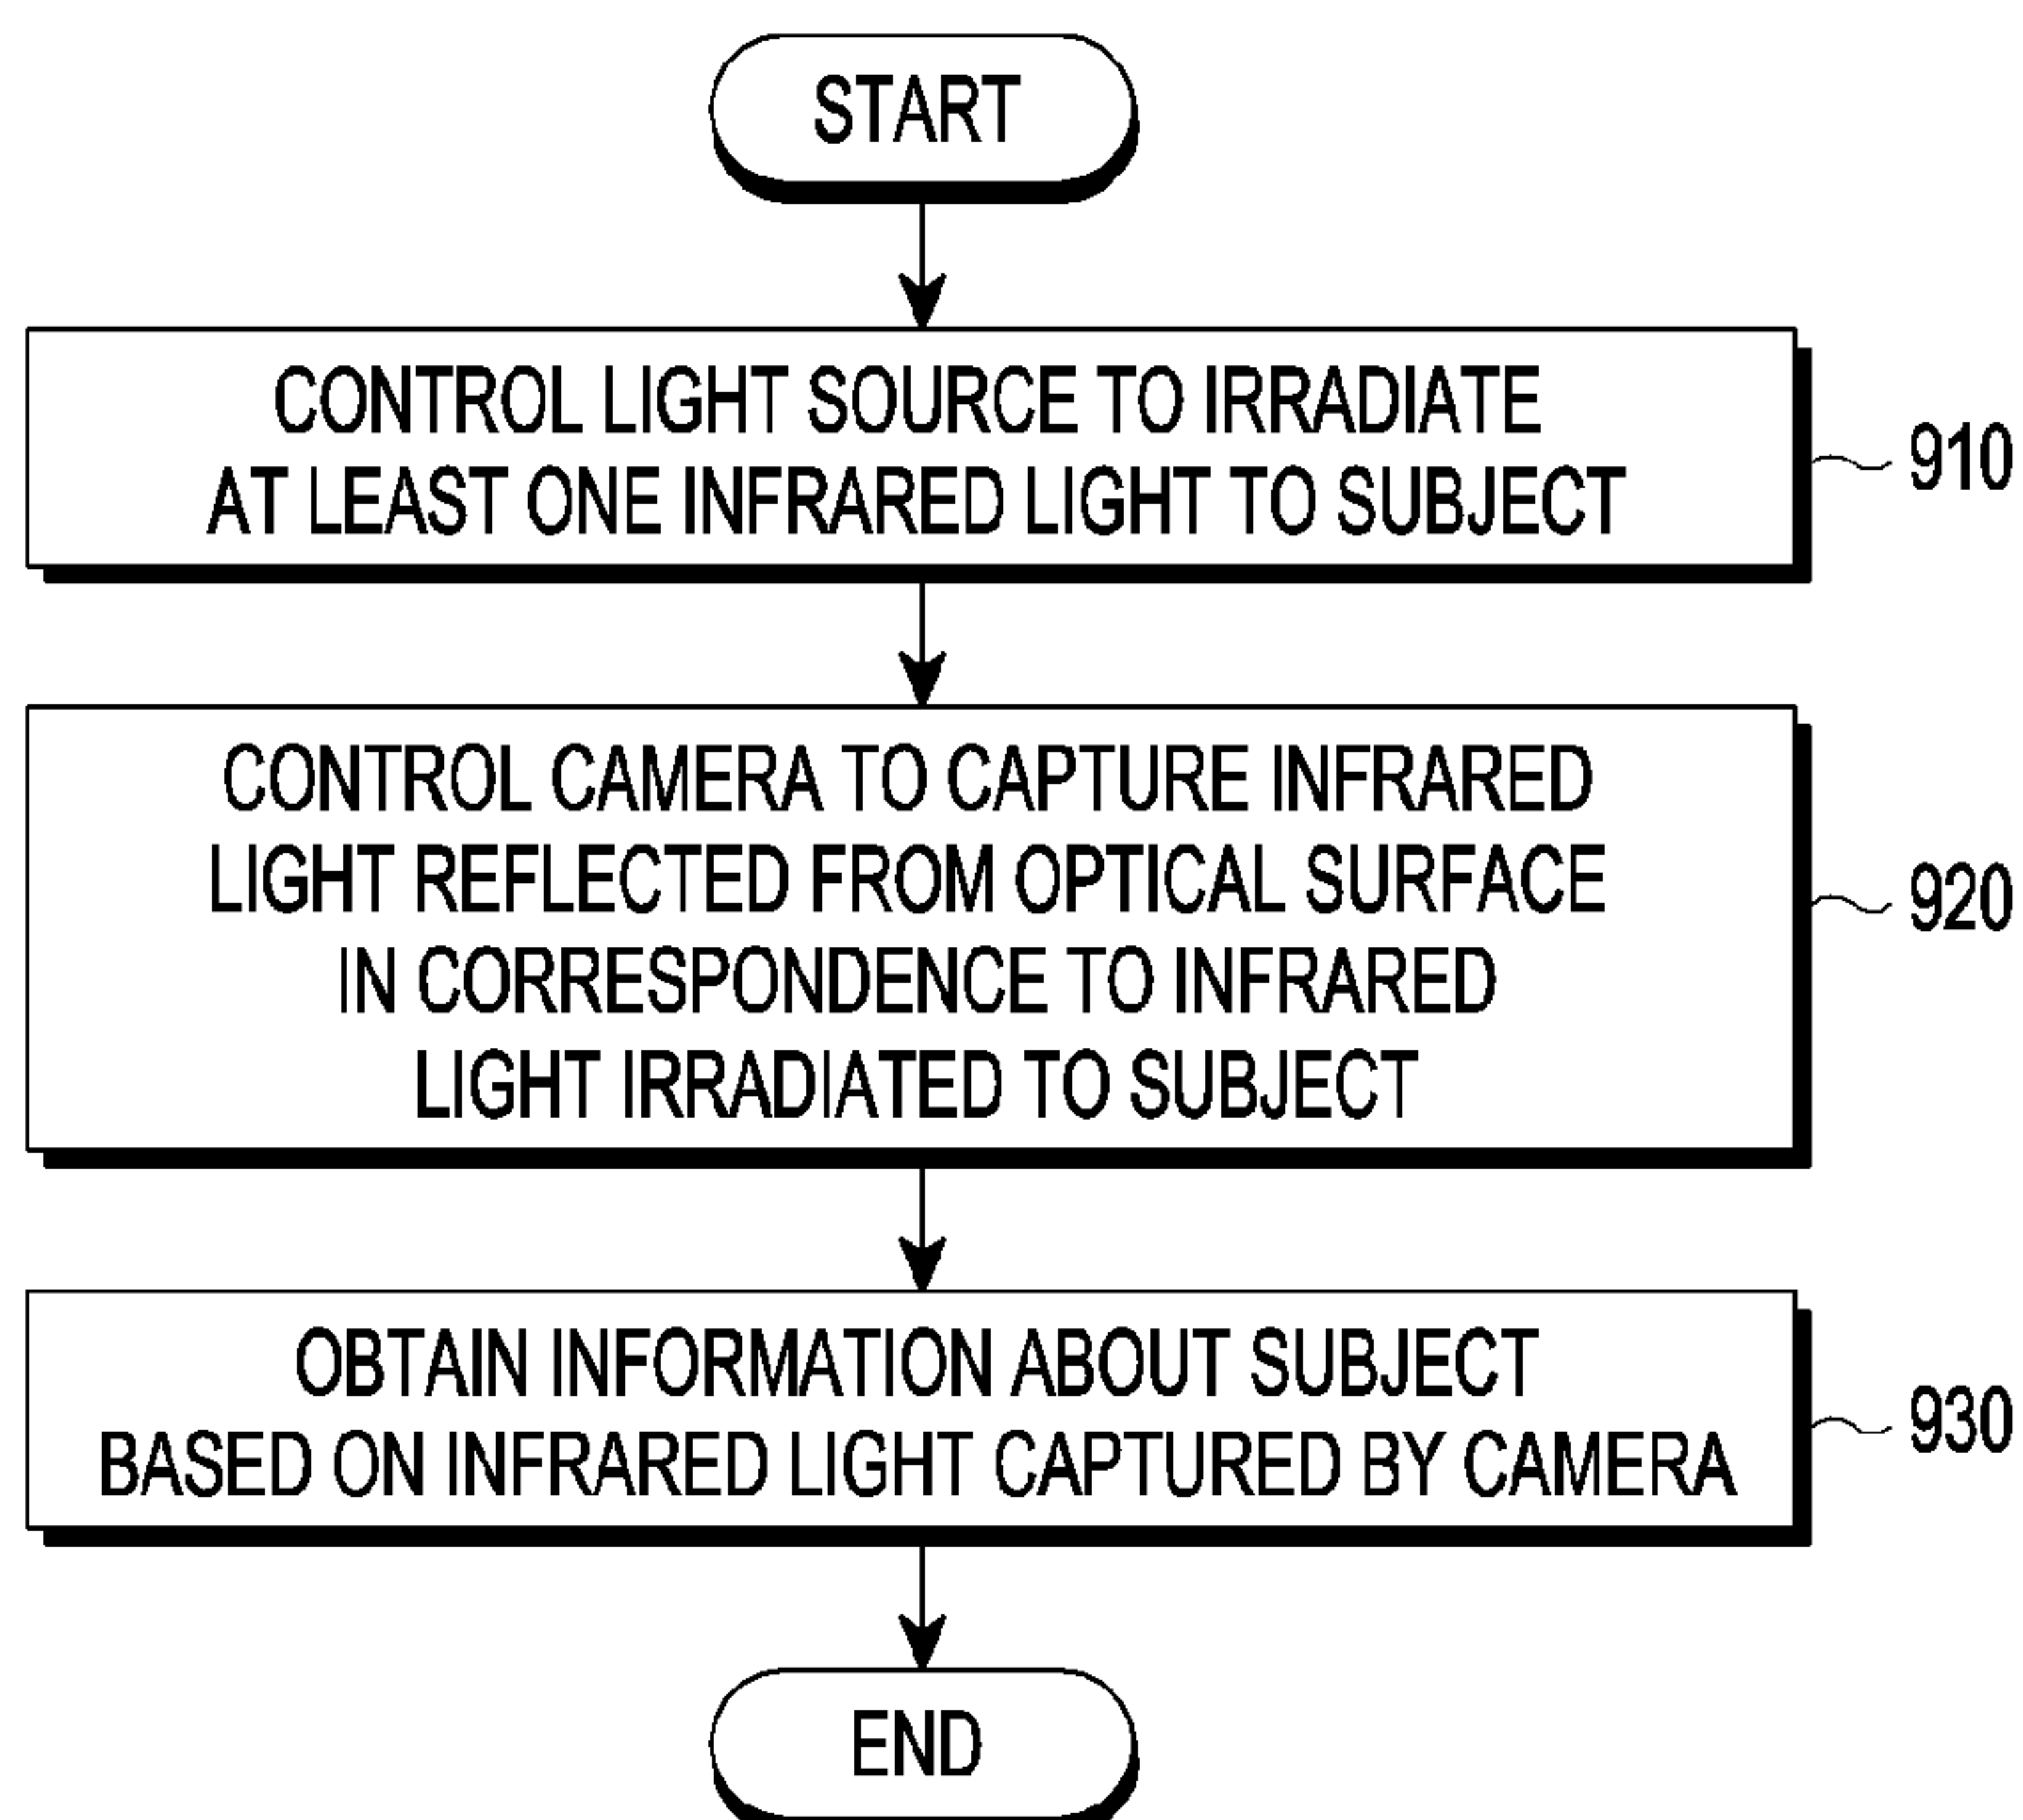 START
CONTROL LIGHT SOURCE TO IRRADIATE
AT LEAST ONE INFRARED LIGHT TO SUBJECT
910
CONTROL CAMERA TO CAPTURE INFRARED
LIGHT REFLECTED FROM OPTICAL SURFACE
IN CORRESPONDENCE TO INFRARED
LIGHT IRRADIATED TO SUBJECT
920
OBTAIN INFORMATION ABOUT SUBJECT
BASED ON INFRARED LIGHT CAPTURED BY CAMERA
930
END